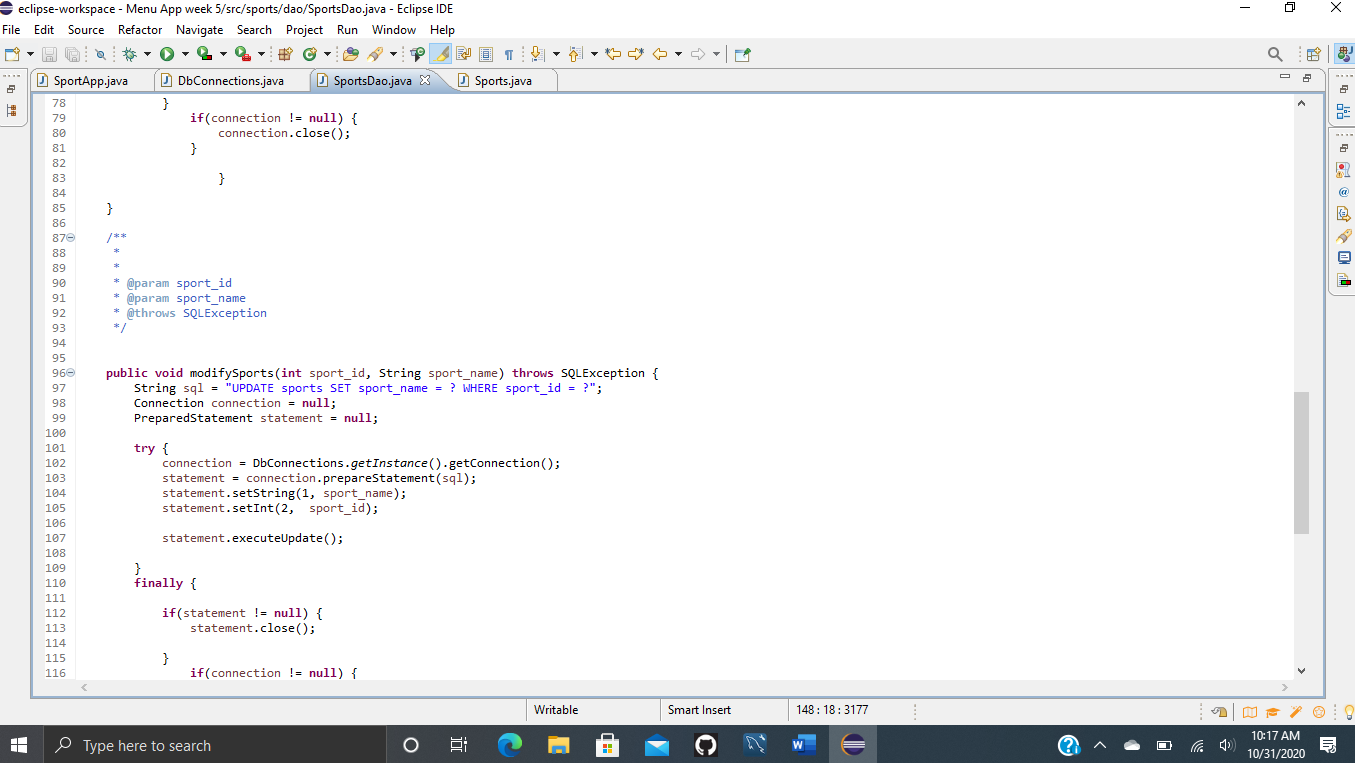 eclipse-workspace - Menu App week 5/src/sports/dao/SportsDao.java - Eclipse IDE
File Edit Source Refactor Navigate Search Project Run Window Help
SportApp.java DbConnections.java SportsDao.java Sports.java
78 }
79 if(connection != null) {
80 connection.close();
81 }
82
83 }
84
85 }
86
87 /**
88 *
89 *
90 * @param sport_id
91 * @param sport_name
92 * @throws SQLException
93 */
94
95
96 public void modifySports(int sport_id, String sport_name) throws SQLException {
97 String sql = "UPDATE sports SET sport_name = ? WHERE sport_id = ?";
98 Connection connection = null;
99 PreparedStatement statement = null;
100
101 try {
102 connection = DbConnections.getInstance().getConnection();
103 statement = connection.prepareStatement(sql);
104 statement.setString(1, sport_name);
105 statement.setInt(2,  sport_id);
106
107 statement.executeUpdate();
108
109 }
110 finally {
111
112 if(statement != null) {
113 statement.close();
114
115 }
116 if(connection != null) {
Writable Smart Insert 148 : 18 : 3177
Type here to search
10:17 AM
10/31/2020